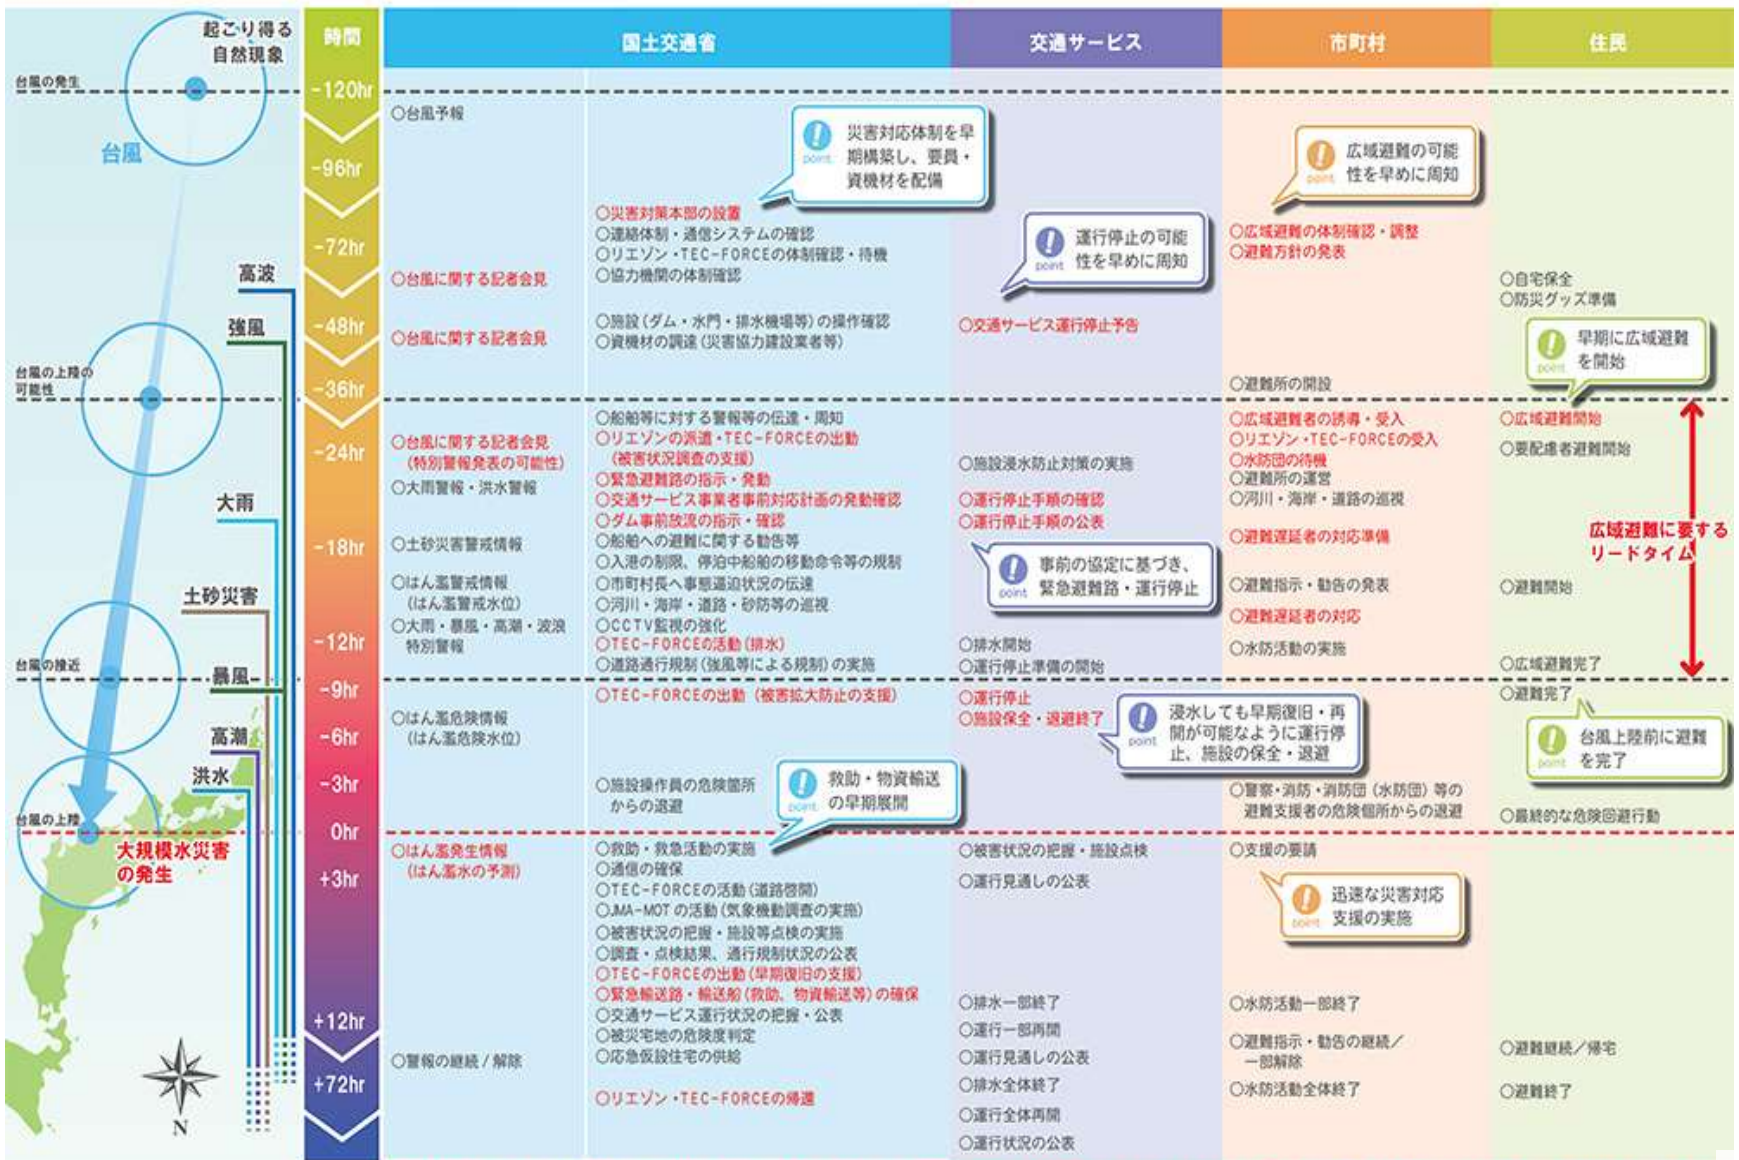 起こり得る
自然現象
台風の発生
台風
高波
強風
台風の上陸の
可能性
大雨
土砂災害
台風の接近
暴風
高潮
洪水
台風の上陸
大規模水災害
の発生
N
時間
-120hr
-96hr
-72hr
-48hr
-36hr
-24hr
-18hr
-12hr
-9hr
-6hr
-3hr
0hr
+3hr
+12hr
+72hr
国土交通省
○台風予報
○台風に関する記者会見
○台風に関する記者会見
○台風に関する記者会見
(特別警報発表の可能性)
○大雨警報・洪水警報
○土砂災害警戒情報
○はん濫警戒情報
(はん濫警戒水位)
○大雨・暴風・高潮・波浪
特別警報
○はん濫危険情報
(はん濫危険水位)
○はん濫発生情報
(はん濫水の予測)
○警報の継続/解除
! point
災害対応体制を早
期構築し、要員・
資機材を配備
○災害対策本部の設置
○連絡体制・通信システムの確認
○リエゾン・TEC-FORCEの体制確認・待機
○協力機関の体制確認
○施設(ダム・水門・排水機場等)の操作確認
○資機材の調達(災害協力建設業者等)
○船舶等に対する警報等の伝達・周知
○リエゾンの派遣・TEC-FORCEの出動
(被害状況調査の支援)
○緊急避難路の指示・発動
○交通サービス事業者事前対応計画の発動確認
○ダム事前放流の指示・確認
○船舶への避難に関する勧告等
○入港の制限、停泊中船舶の移動命令等の規制
○市町村長へ事態逼迫状況の伝達
○河川・海岸・道路・砂防等の巡視
○CCTV監視の強化
○TEC-FORCEの活動(排水)
○道路通行規制(強風等による規制)の実施
○TEC-FORCEの出動 (被害拡大防止の支援)
○施設操作員の危険箇所
からの退避
! point
救助・物資輸送
の早期展開
○救助・救急活動の実施
○通信の確保
○TEC-FORCEの活動(道路啓開)
○JMA-MOT の活動(気象機動調査の実施)
○被害状況の把握・施設等点検の実施
○調査・点検結果、通行規制状況の公表
○TEC-FORCEの出動(早期復旧の支援)
○緊急輸送路・輸送船(救助、物資輸送等)の確保
○交通サービス運行状況の把握・公表
○被災宅地の危険度判定
○応急仮設住宅の供給
○リエゾン・TEC-FORCEの帰還
交通サービス
! point
運行停止の可能
性を早めに周知
○交通サービス運行停止予告
○施設浸水防止対策の実施
○運行停止手順の確認
○運行停止手順の公表
! point
事前の協定に基づき、
緊急避難路・運行停止
○排水開始
○運行停止準備の開始
○運行停止
○施設保全・退避終了
! point
浸水しても早期復旧・再
開が可能なように運行停
止、施設の保全・退避
○被害状況の把握・施設点検
○運行見通しの公表
○排水一部終了
○運行一部再開
○運行見通しの公表
○排水全体終了
○運行全体再開
○運行状況の公表
市町村
! point
広域避難の可能
性を早めに周知
○広域避難の体制確認・調整
○避難方針の発表
○避難所の開設
○広域避難者の誘導・受入
○リエゾン・TEC-FORCEの受入
○水防団の待機
○避難所の運営
○河川・海岸・道路の巡視
○避難遅延者の対応準備
○避難指示・勧告の発表
○避難遅延者の対応
○水防活動の実施
○警察・消防・消防団(水防団)等の
避難支援者の危険個所からの退避
○支援の要請
! point
迅速な災害対応
支援の実施
○水防活動一部終了
○避難指示・勧告の継続/
一部解除
○水防活動全体終了
住民
○自宅保全
○防災グッズ準備
! point
早期に広域避難
を開始
○広域避難開始
○要配慮者避難開始
広域避難に要する
リードタイム
○避難開始
○広域避難完了
○避難完了
! point
台風上陸前に避難
を完了
○最終的な危険回避行動
○避難継続/帰宅
○避難終了